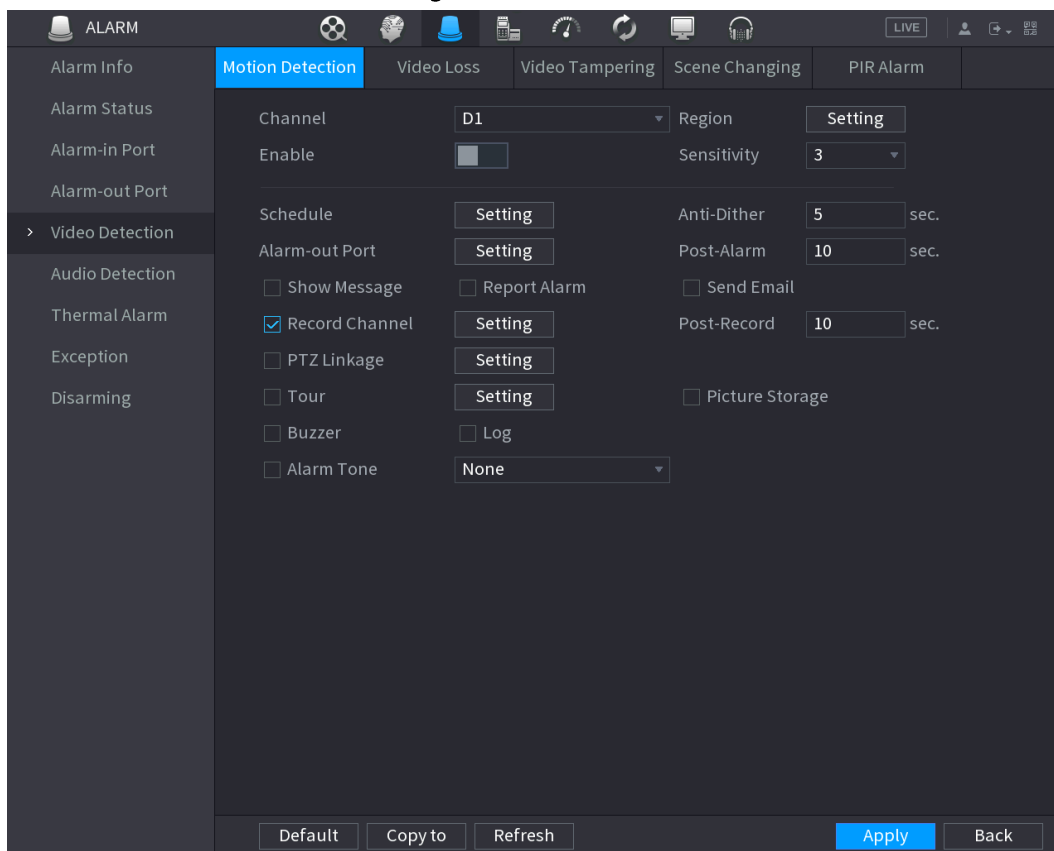 ALARM
LIVE
Alarm Info
Alarm Status
Alarm-in Port
Alarm-out Port
Video Detection
Audio Detection
Thermal Alarm
Exception
Disarming
Motion Detection Video Loss Video Tampering Scene Changing PIR Alarm
Channel D1 Region Setting
Enable Sensitivity 3
Schedule Setting Anti-Dither 5 sec.
Alarm-out Port Setting Post-Alarm 10 sec.
Show Message Report Alarm Send Email
Record Channel Setting Post-Record 10 sec.
PTZ Linkage Setting
Tour Setting Picture Storage
Buzzer Log
Alarm Tone None
Default Copy to Refresh Apply Back